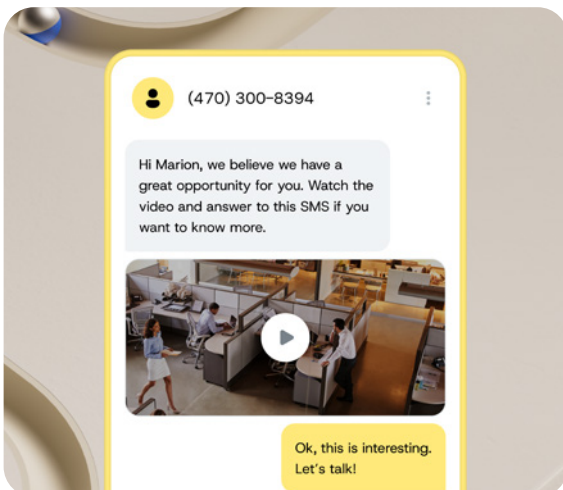 (470) 300-8394
Hi Marion, we believe we have a
great opportunity for you. Watch the
video and answer to this SMS if you
want to know more.
Ok, this is interesting.
Let's talk!